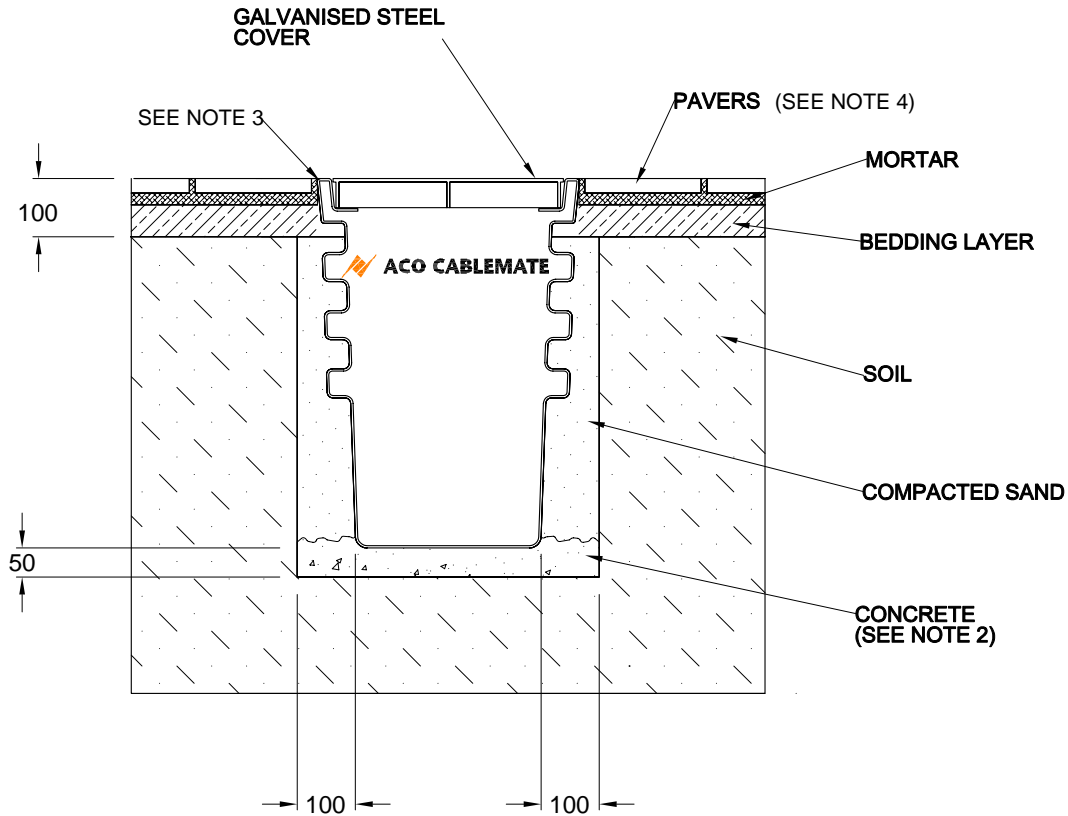 GALVANISED STEEL
COVER
PAVERS (SEE NOTE 4)
SEE NOTE 3
MORTAR
100
BEDDING LAYER
ACO CABLEMATE
SOIL
COMPACTED SAND
50
CONCRETE
(SEE NOTE 2)
100
100